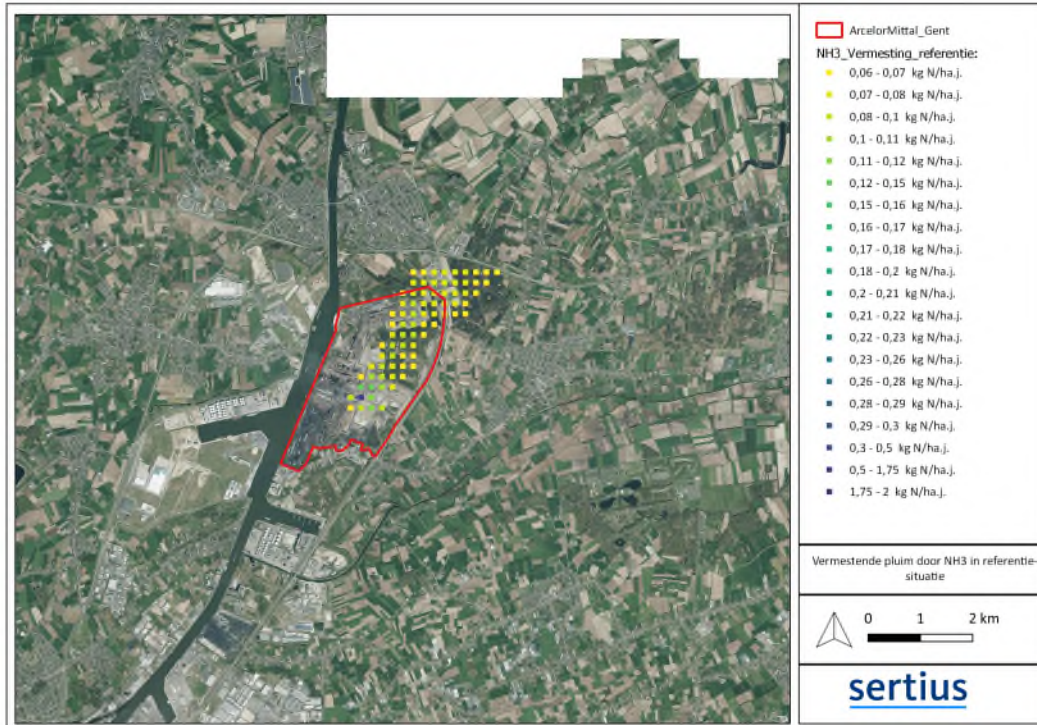 ArcelorMittal_Gent
NH3_Vermesting_referentie:
0,06 - 0,07 kg N/ha.j.
0,07 - 0,08 kg N/ha.j.
0,08 - 0,1 kg N/ha.j.
0,1 - 0,11 kg N/ha.j.
0,11 - 0,12 kg N/ha.j.
0,12 - 0,15 kg N/ha.j.
0,15 - 0,16 kg N/ha.j.
0,16 - 0,17 kg N/ha.j.
0,17 - 0,18 kg N/ha.j.
0,18 - 0,2 kg N/ha.j.
0,2 - 0,21 kg N/ha.j.
0,21 - 0,22 kg N/ha.j.
0,22 - 0,23 kg N/ha.j.
0,23 - 0,26 kg N/ha.j.
0,26 - 0,28 kg N/ha.j.
0,28 - 0,29 kg N/ha.j.
0,29 - 0,3 kg N/ha.j.
0,3 - 0,5 kg N/ha.j.
0,5 - 1,75 kg N/ha.j.
1,75 - 2 kg N/ha.j.
Vermestende pluim door NH3 in referentie-
situatie
0 1 2 km
sertius